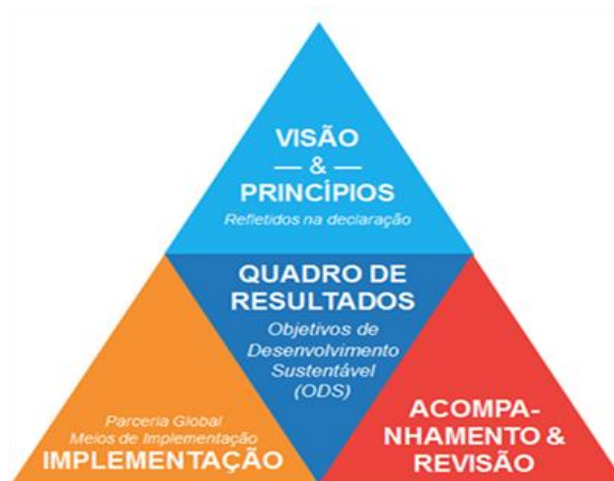 VISÃO
— & —
PRINCÍPIOS
Refletidos na declaração
QUADRO DE
RESULTADOS
Objetivos de
Desenvolvimento
Sustentável
(ODS)
Parceria Global
Meios de Implementação
IMPLEMENTAÇÃO
ACOMPA-
NHAMENTO &
REVISÃO